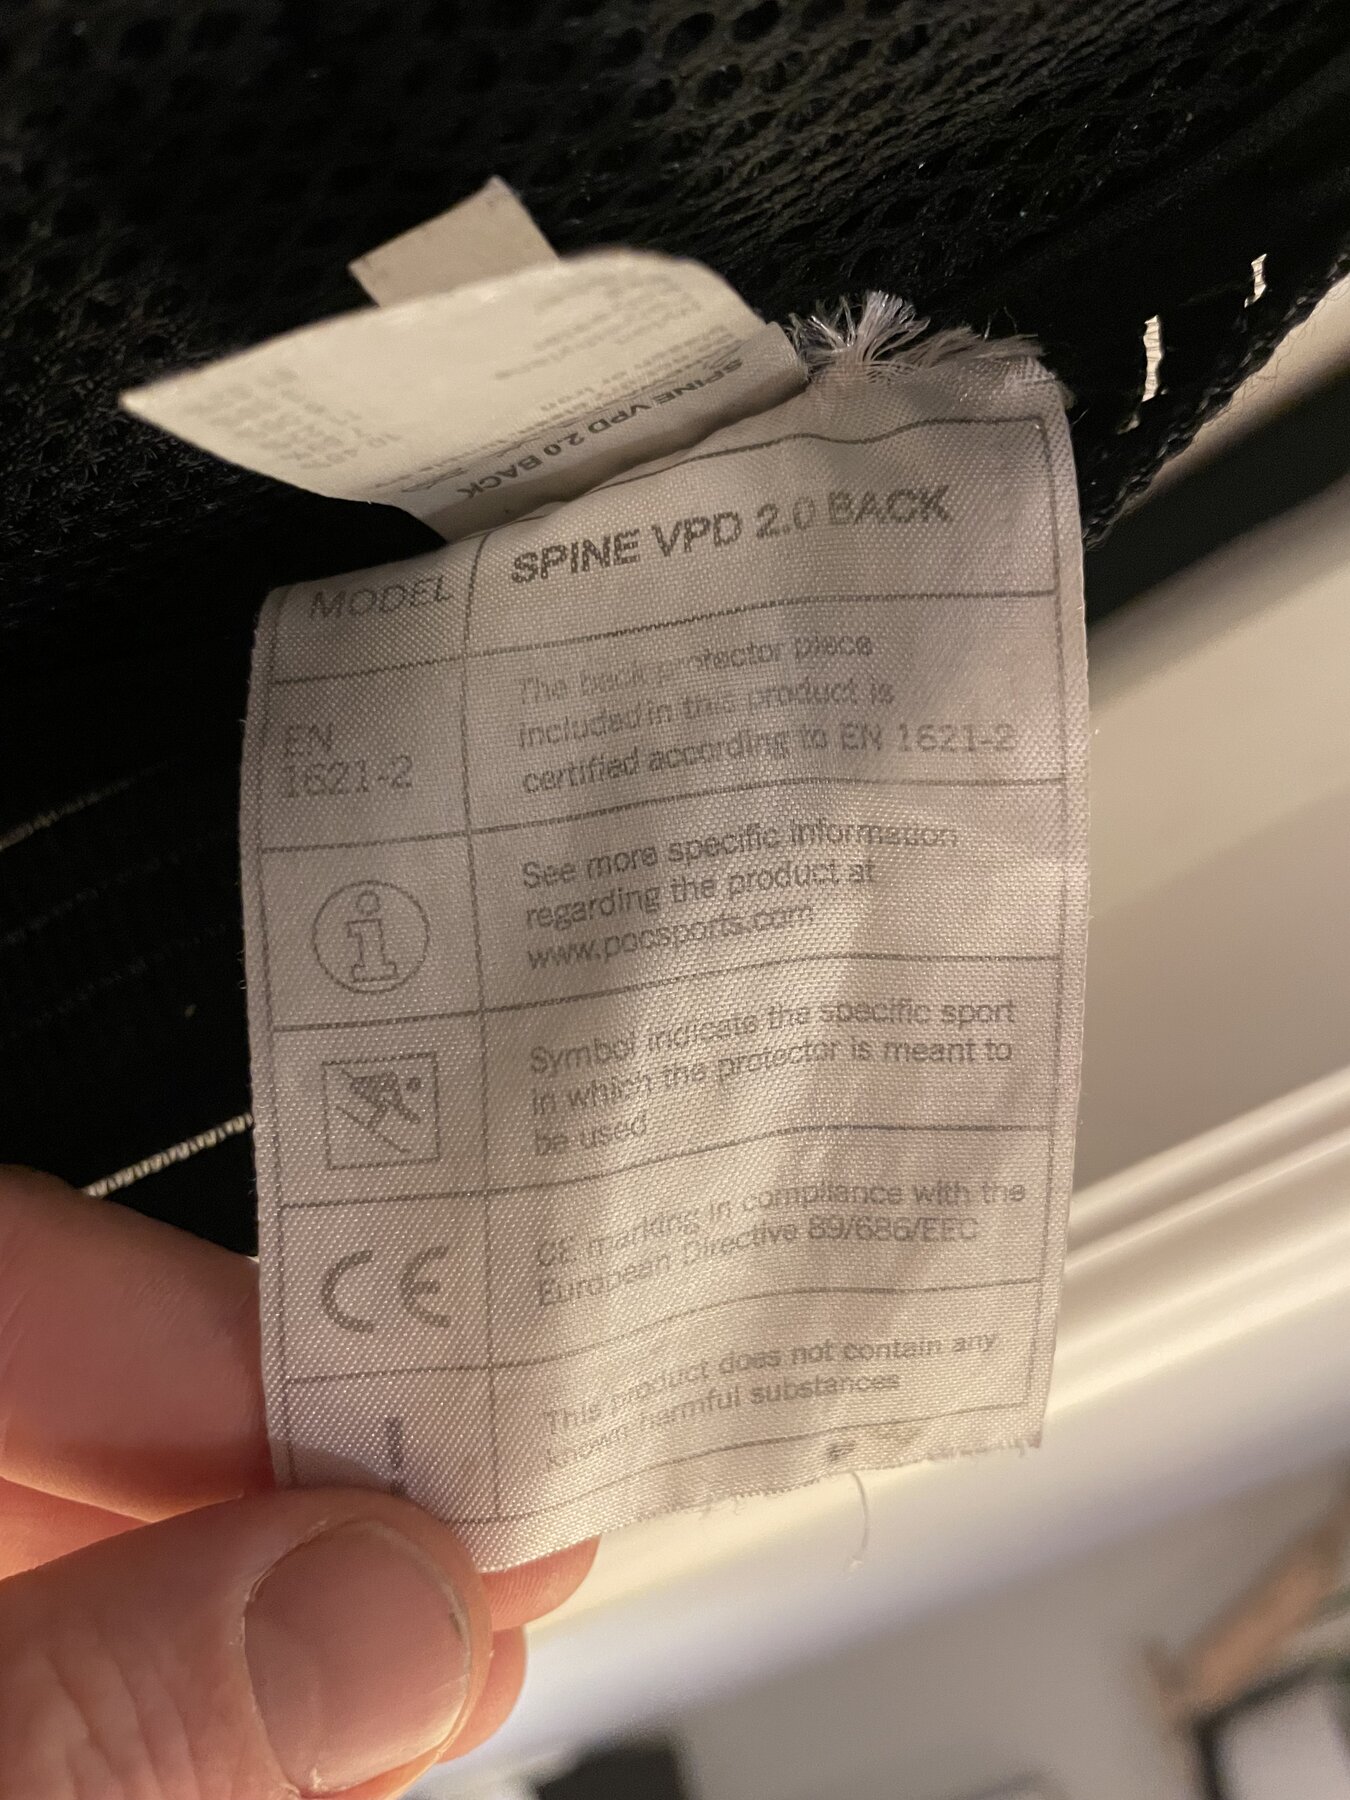 SPINE VPD 2.0 BACK
MODEL
SPINE VPD 2.0 BACK
EN
1621-2
The back protector piece
included in this product is
certified according to EN 1621-2
i
See more specific information
regarding the product at
www.pocsports.com
Symbol indicate the specific sport
in which the protector is meant to
be used
CE
CE marking in compliance with the
European Directive 89/686/EEC
This product does not contain any
known harmful substances